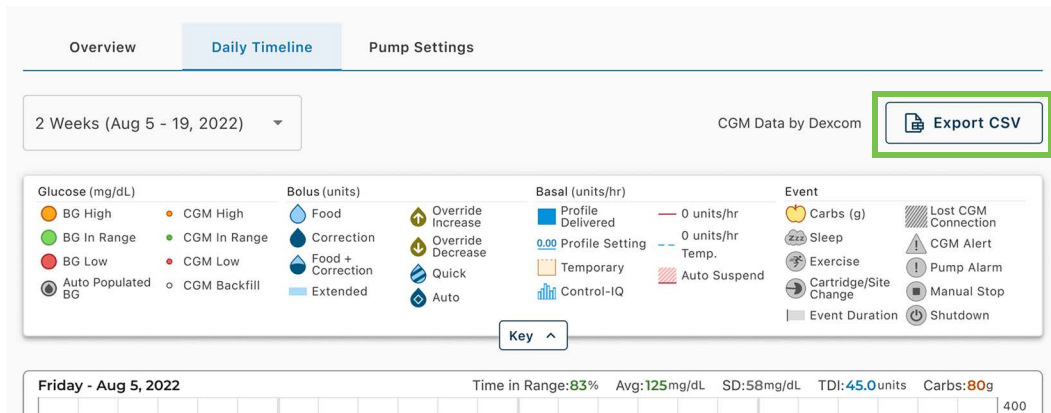 Overview Daily Timeline Pump Settings
2 Weeks (Aug 5 - 19, 2022) CGM Data by Dexcom Export CSV
Glucose (mg/dL)
BG High
BG In Range
BG Low
Auto Populated
BG
CGM High
CGM In Range
CGM Low
CGM Backfill
Bolus (units)
Food
Correction
Food +
Correction
Extended
Override
Increase
Override
Decrease
Quick
Auto
Basal (units/hr)
Profile
Delivered
0.00 Profile Setting
Temporary
Control-IQ
0 units/hr
0 units/hr
Temp.
Auto Suspend
Event
Carbs (g)
zzz Sleep
Exercise
Cartridge/Site
Change
Event Duration
Lost CGM
Connection
! CGM Alert
! Pump Alarm
Manual Stop
Shutdown
Key
Friday - Aug 5, 2022 Time in Range:83% Avg:125mg/dL SD:58mg/dL TDI:45.0units Carbs:80g
400